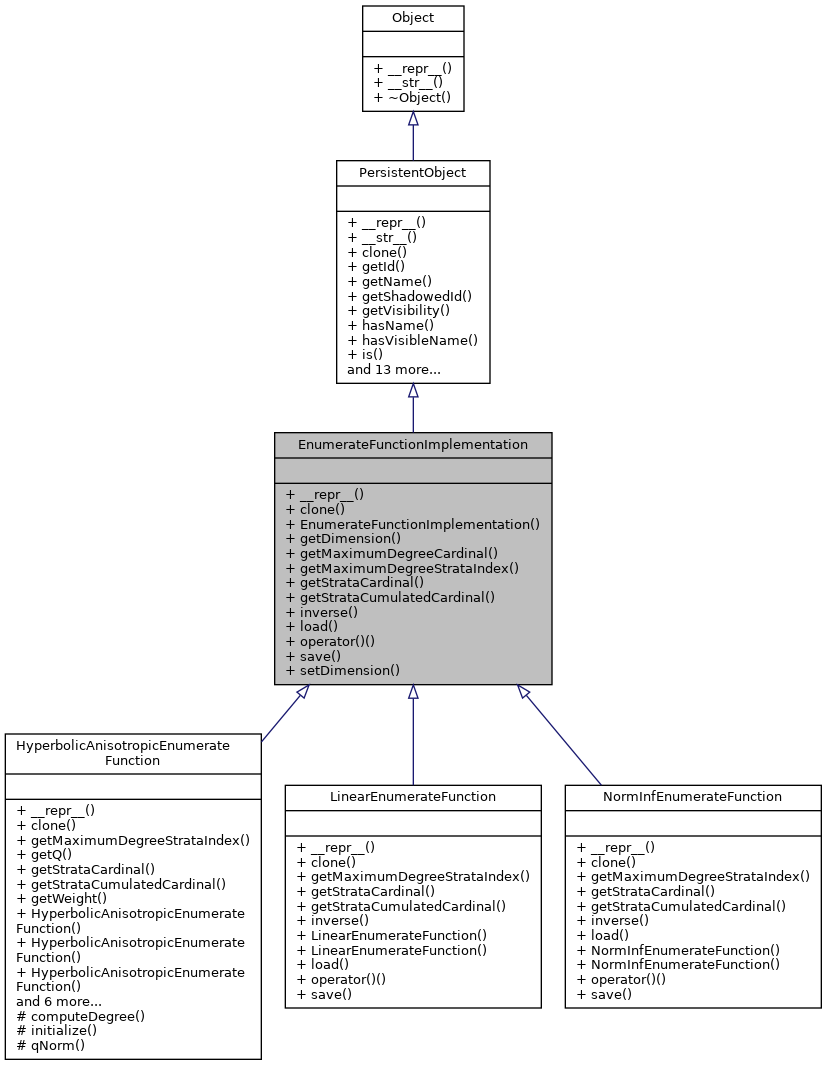 Object
+ __repr__()
+ __str__()
+ ~Object()
PersistentObject
+ __repr__()
+ __str__()
+ clone()
+ getId()
+ getName()
+ getShadowedId()
+ getVisibility()
+ hasName()
+ hasVisibleName()
+ is()
and 13 more...
EnumerateFunctionImplementation
+ __repr__()
+ clone()
+ EnumerateFunctionImplementation()
+ getDimension()
+ getMaximumDegreeCardinal()
+ getMaximumDegreeStrataIndex()
+ getStrataCardinal()
+ getStrataCumulatedCardinal()
+ inverse()
+ load()
+ operator()()
+ save()
+ setDimension()
HyperbolicAnisotropicEnumerate
Function()
+ __repr__()
+ clone()
+ getMaximumDegreeStrataIndex()
+ getQ()
+ getStrataCardinal()
+ getStrataCumulatedCardinal()
+ getWeight()
+ HyperbolicAnisotropicEnumerate
Function()
+ HyperbolicAnisotropicEnumerate
Function()
+ HyperbolicAnisotropicEnumerate
Function()
and 6 more...
# computeDegree()
# initialize()
# qNorm()
LinearEnumerateFunction
+ __repr__()
+ clone()
+ getMaximumDegreeStrataIndex()
+ getStrataCardinal()
+ getStrataCumulatedCardinal()
+ inverse()
+ LinearEnumerateFunction()
+ LinearEnumerateFunction()
+ load()
+ operator()()
+ save()
NormInfEnumerateFunction
+ __repr__()
+ clone()
+ getMaximumDegreeStrataIndex()
+ getStrataCardinal()
+ getStrataCumulatedCardinal()
+ inverse()
+ load()
+ NormInfEnumerateFunction()
+ NormInfEnumerateFunction()
+ operator()()
+ save()